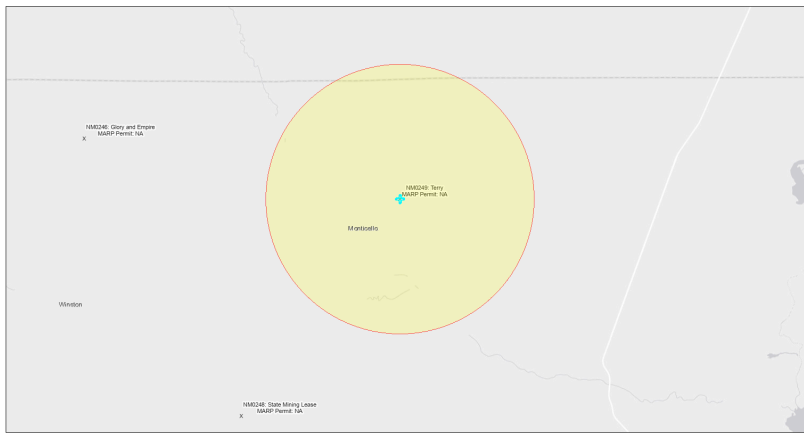 NM0246: Glory and Empire
MARP Permit: NA
NM0249: Terry
MARP Permit: NA
Monticello
Winston
NM0248: State Mining Lease
MARP Permit: NA